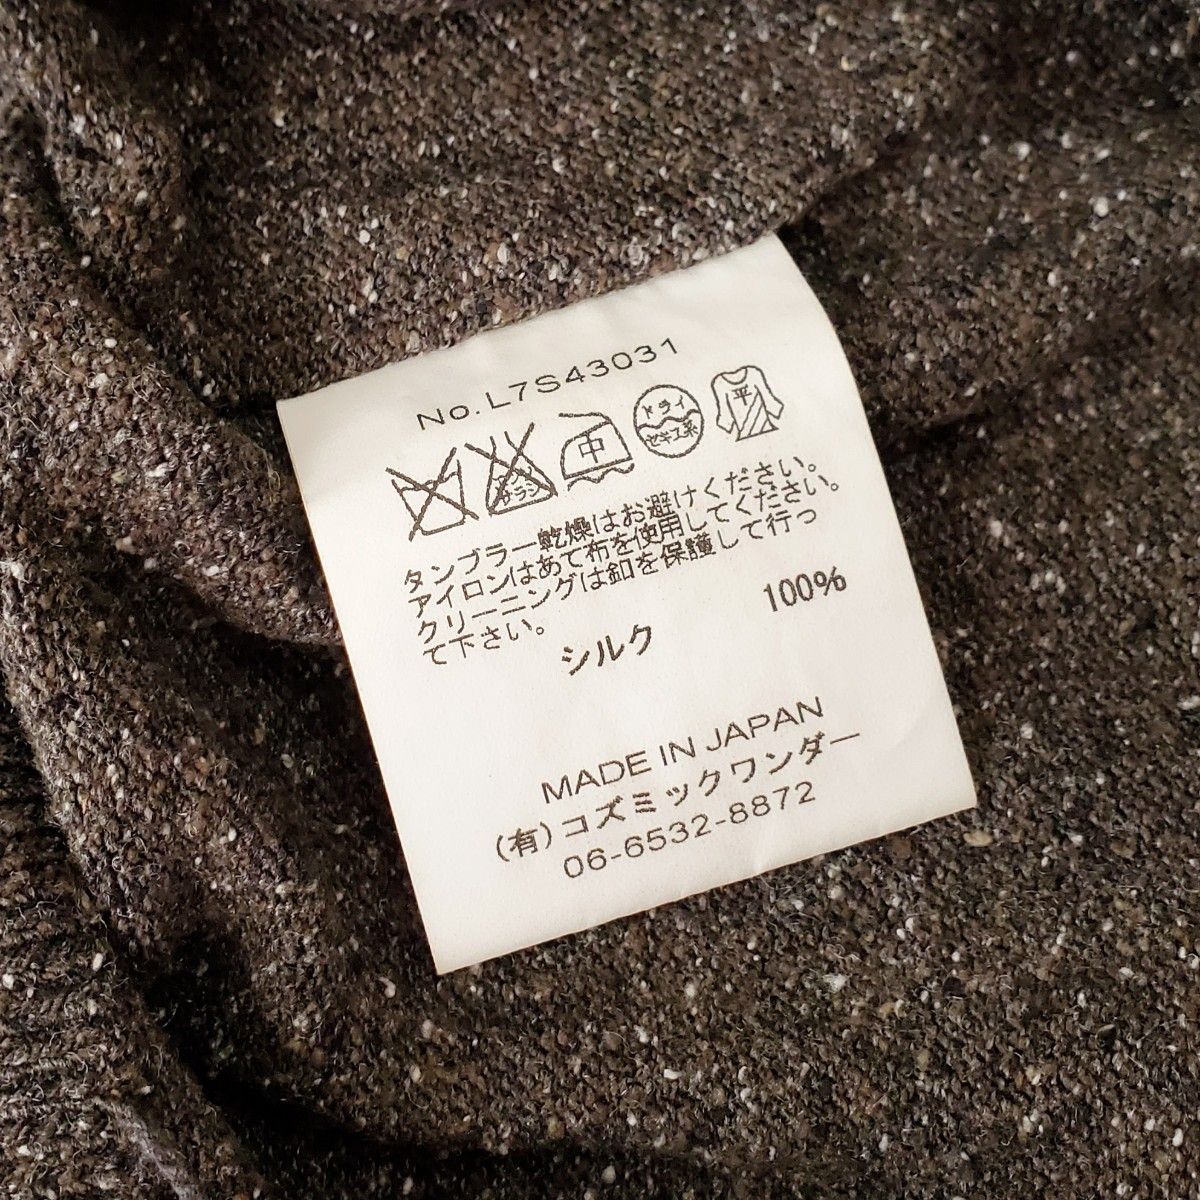 No.L7S43031
中
ドライ
セキユ系
平
タンブラー乾燥はお避けください。
アイロンはあて布を使用してください。
クリーニングは釦を保護して行っ
て下さい。
シルク 100%
MADE IN JAPAN
(有)コズミックワンダー
06-6532-8872